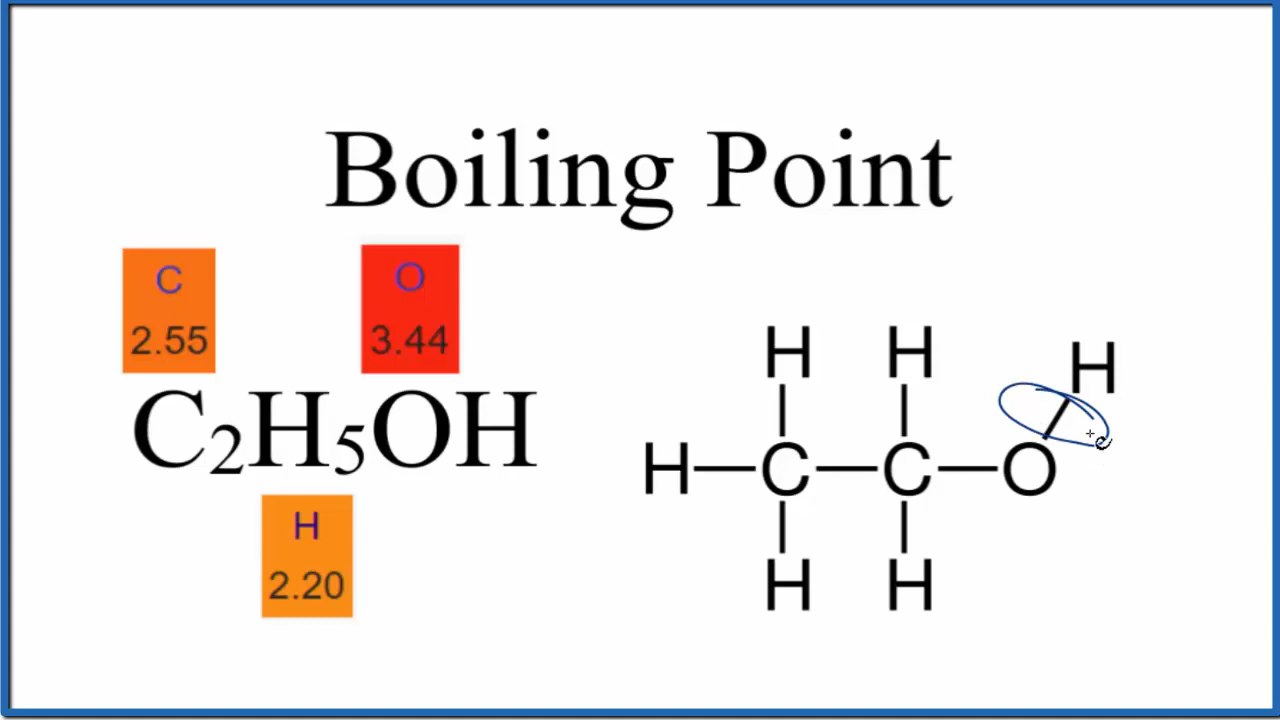 Boiling Point
C O
2.55 3.44
C₂H₅OH
H
2.20
H H H
H C C O
H H